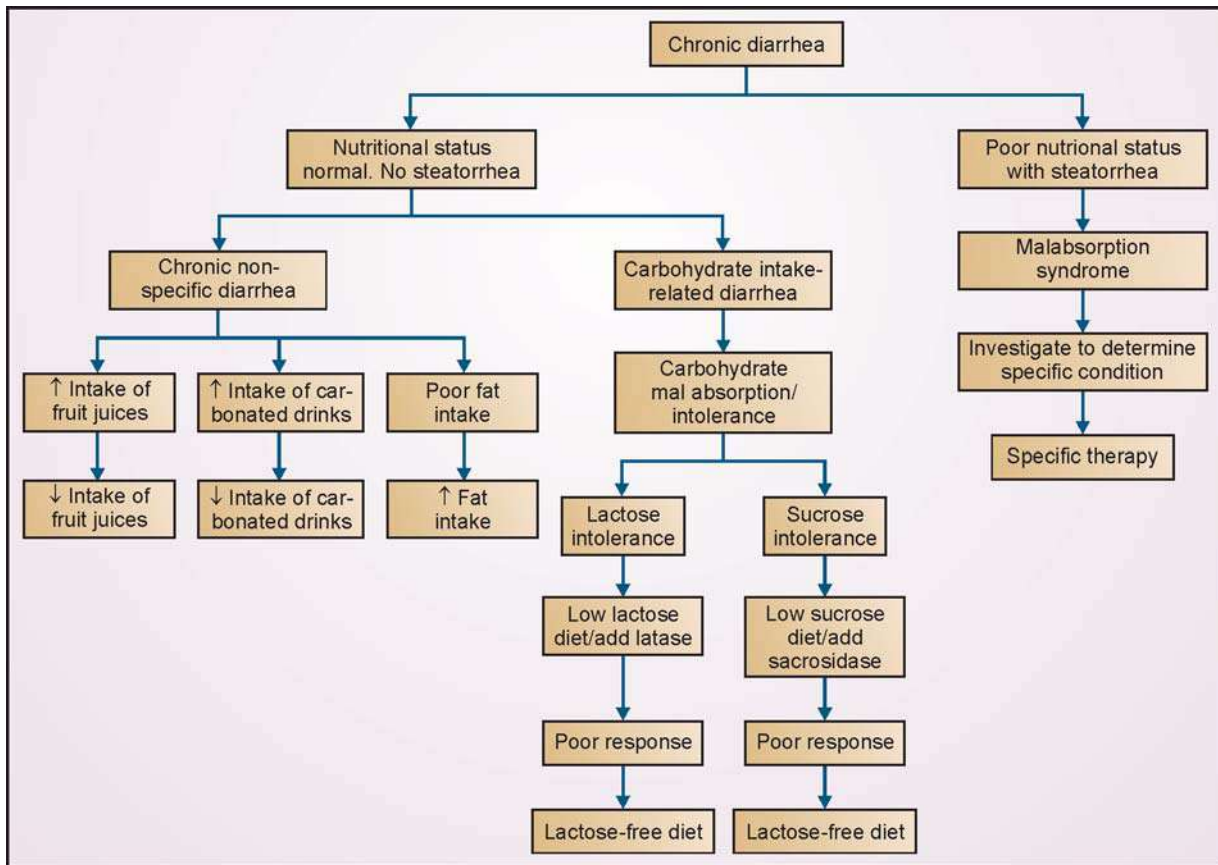 Chronic diarrhea
Nutritional status
normal. No steatorrhea
Poor nutrional status
with steatorrhea
Chronic non-
specific diarrhea
Carbohydrate intake-
related diarrhea
Malabsorption
syndrome
↑ Intake of
fruit juices
↑ Intake of car-
bonated drinks
Poor fat
intake
Carbohydrate
mal absorption/
intolerance
Investigate to determine
specific condition
↓ Intake of
fruit juices
↓ Intake of car-
bonated drinks
↑ Fat
intake
Specific therapy
Lactose
intolerance
Sucrose
intolerance
Low lactose
diet/add latase
Low sucrose
diet/add
sacrosidase
Poor response
Poor response
Lactose-free diet
Lactose-free diet